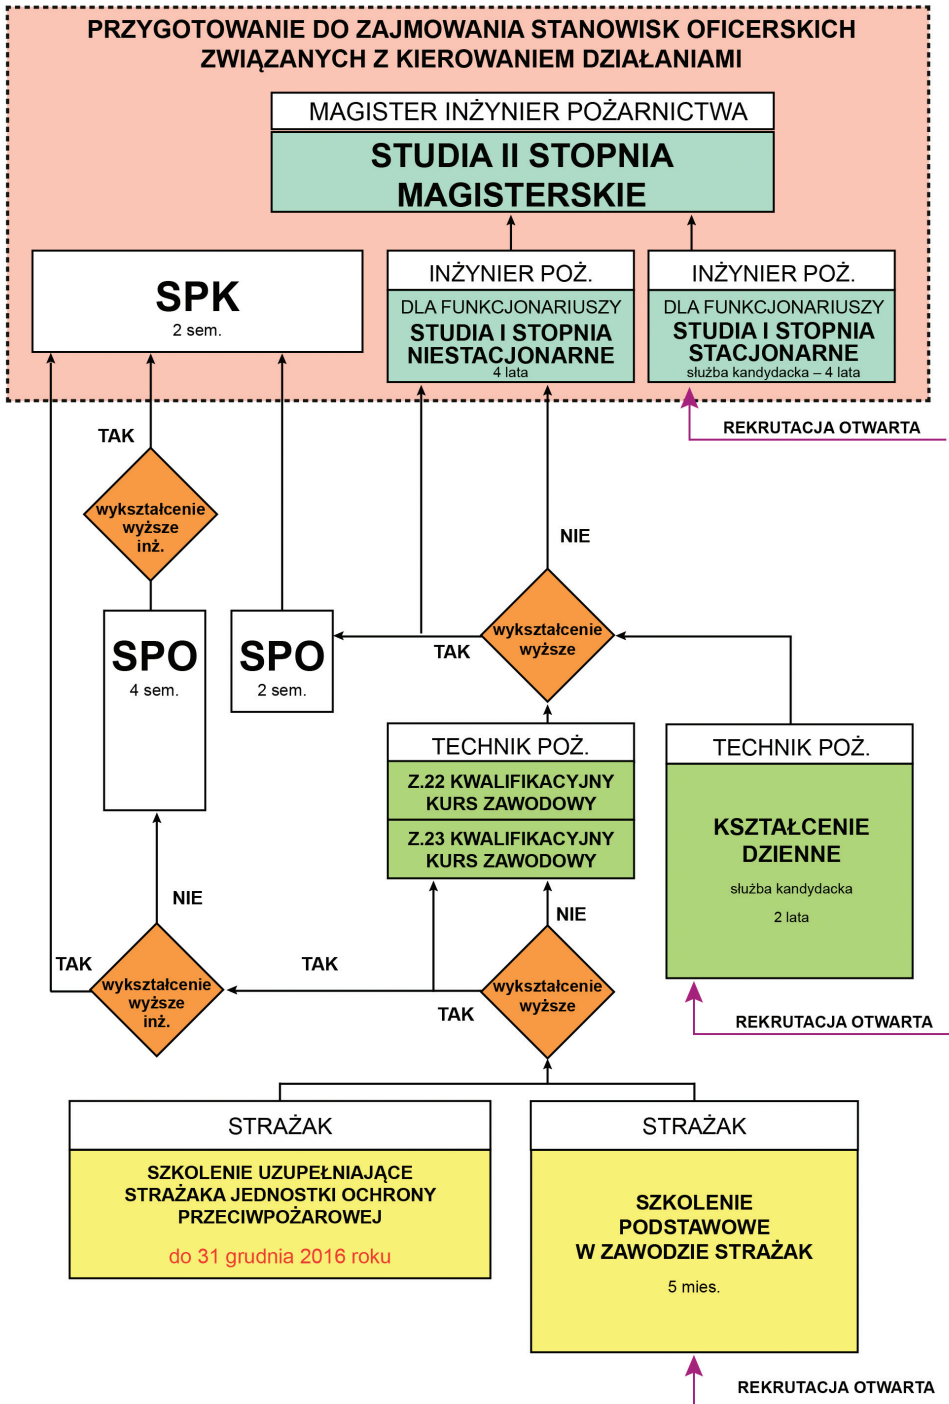 PRZYGOTOWANIE DO ZAJMOWANIA STANOWISK OFICERSKICH
ZWIĄZANYCH Z KIEROWANIEM DZIAŁANIAMI
MAGISTER INŻYNIER POŻARNICTWA
STUDIA II STOPNIA
MAGISTERSKIE
SPK
2 sem.
INŻYNIER POŻ.
DLA FUNKCJONARIUSZY
STUDIA I STOPNIA
NIESTACJONARNE
4 lata
INŻYNIER POŻ.
DLA FUNKCJONARIUSZY
STUDIA I STOPNIA
STACJONARNE
służba kandydacka – 4 lata
REKRUTACJA OTWARTA
TAK
wykształcenie
wyższe
inż.
NIE
SPO
4 sem.
SPO
2 sem.
TAK
wykształcenie
wyższe
TECHNIK POŻ.
Z.22 KWALIFIKACYJNY
KURS ZAWODOWY
Z.23 KWALIFIKACYJNY
KURS ZAWODOWY
TECHNIK POŻ.
KSZTAŁCENIE
DZIENNE
służba kandydacka
2 lata
NIE
NIE
TAK
wykształcenie
wyższe
inż.
TAK
TAK
wykształcenie
wyższe
REKRUTACJA OTWARTA
STRAŻAK
SZKOLENIE UZUPEŁNIAJĄCE
STRAŻAKA JEDNOSTKI OCHRONY
PRZECIWPOŻAROWEJ
do 31 grudnia 2016 roku
STRAŻAK
SZKOLENIE
PODSTAWOWE
W ZAWODZIE STRAŻAK
5 mies.
REKRUTACJA OTWARTA